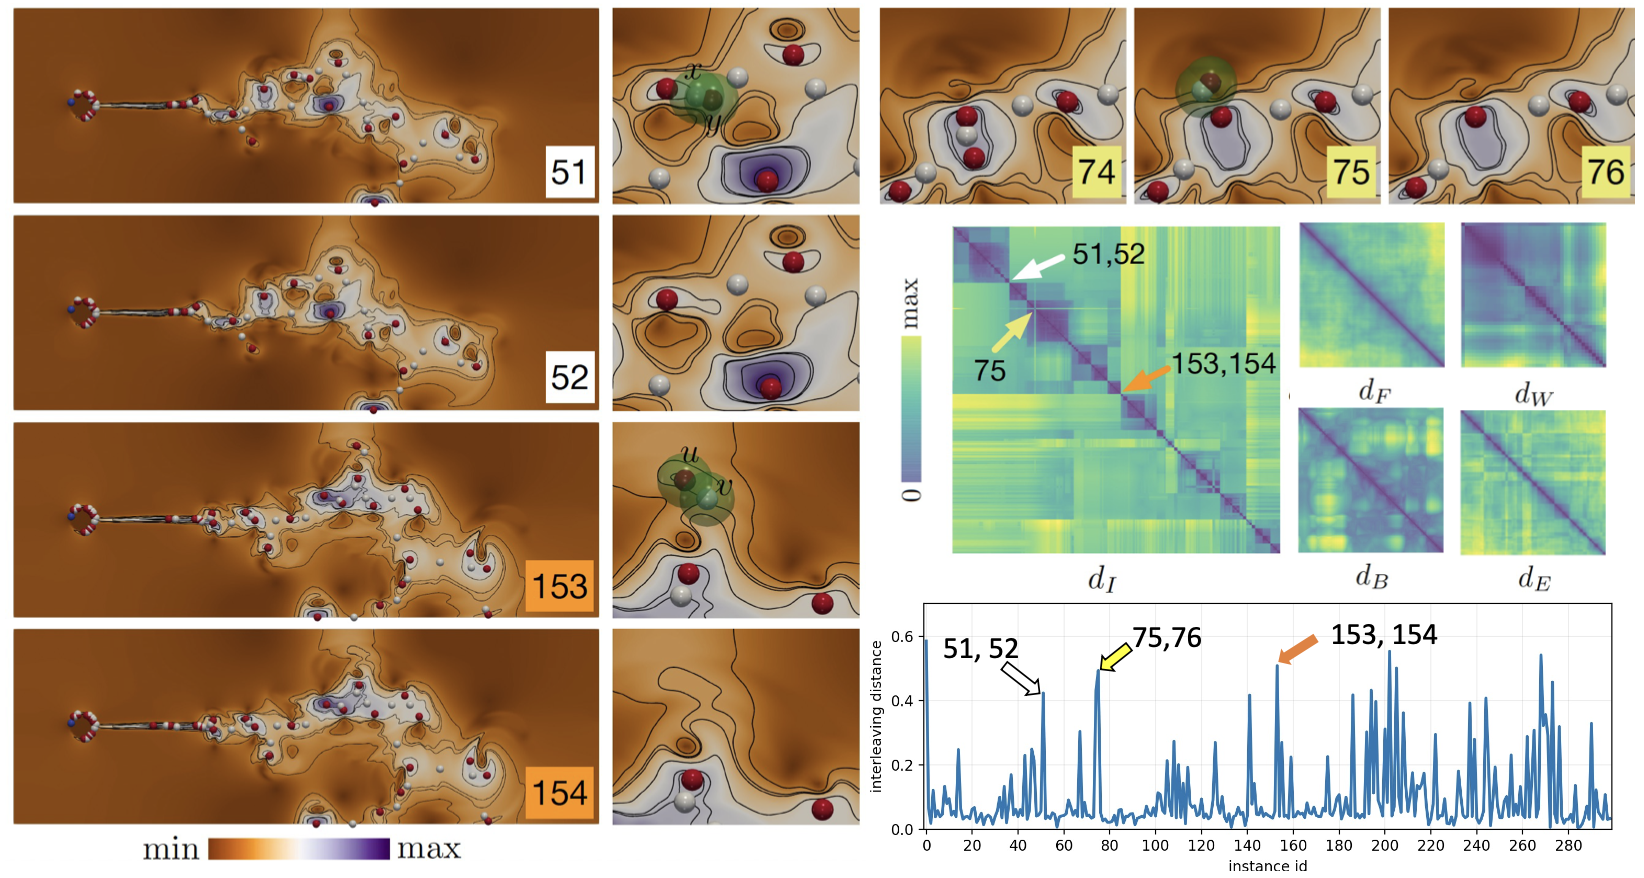 51
x
y
74
75
76
52
51,52
75
153,154
max
0
d_I
d_F
d_W
d_B
d_E
153
u
v
154
min
max
51, 52
75,76
153, 154
interleaving distance
0.6
0.4
0.2
0.0
0 20 40 60 80 100 120 140 160 180 200 220 240 260 280
instance id